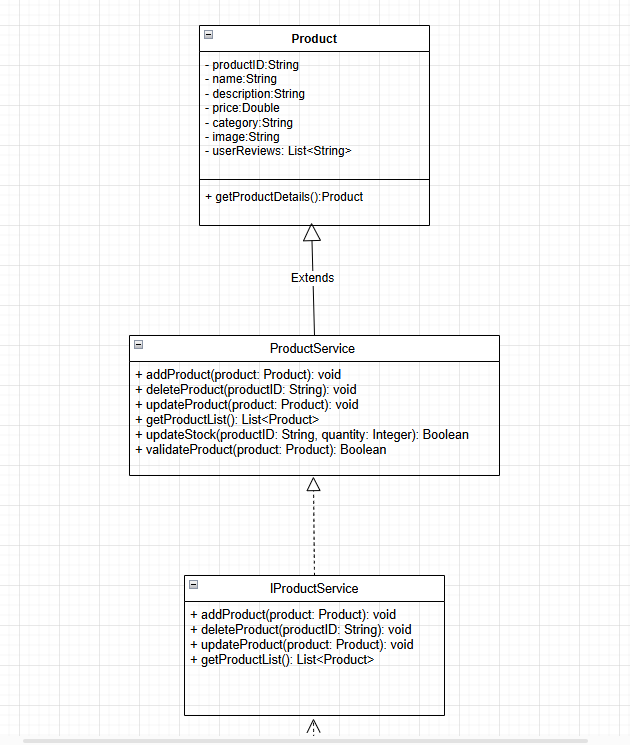 Product
- productID:String
- name:String
- description:String
- price:Double
- category:String
- image:String
- userReviews: List<String>
+ getProductDetails():Product
Extends
ProductService
+ addProduct(product: Product): void
+ deleteProduct(productID: String): void
+ updateProduct(product: Product): void
+ getProductList(): List<Product>
+ updateStock(productID: String, quantity: Integer): Boolean
+ validateProduct(product: Product): Boolean
IProductService
+ addProduct(product: Product): void
+ deleteProduct(productID: String): void
+ updateProduct(product: Product): void
+ getProductList(): List<Product>